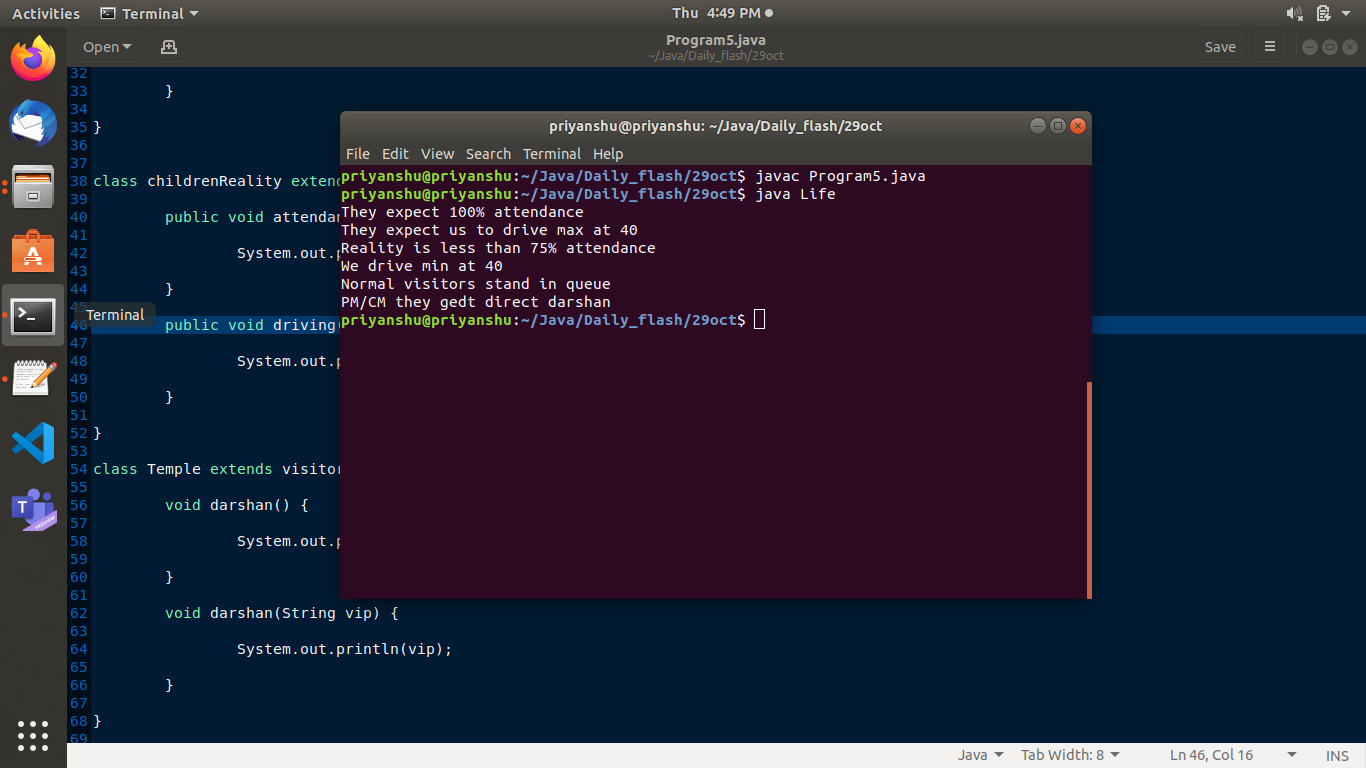 Activities Terminal Thu 4:49 PM
Open Program5.java Save
~/Java/Daily_flash/29oct
32
33 }
34
35 }
36
37
38 class childrenReality extend
39
40 public void attendan
41
42 System.out.p
43
44 }
45
46 public void driving(
47
48 System.out.p
49
50 }
51
52 }
53
54 class Temple extends visitor
55
56 void darshan() {
57
58 System.out.p
59
60 }
61
62 void darshan(String vip) {
63
64 System.out.println(vip);
65
66 }
67
68 }
69
Terminal
priyanshu@priyanshu: ~/Java/Daily_flash/29oct
File Edit View Search Terminal Help
priyanshu@priyanshu:~/Java/Daily_flash/29oct$ javac Program5.java
priyanshu@priyanshu:~/Java/Daily_flash/29oct$ java Life
They expect 100% attendance
They expect us to drive max at 40
Reality is less than 75% attendance
We drive min at 40
Normal visitors stand in queue
PM/CM they gedt direct darshan
priyanshu@priyanshu:~/Java/Daily_flash/29oct$
T
PREVIEW
Java Tab Width: 8 Ln 46, Col 16 INS